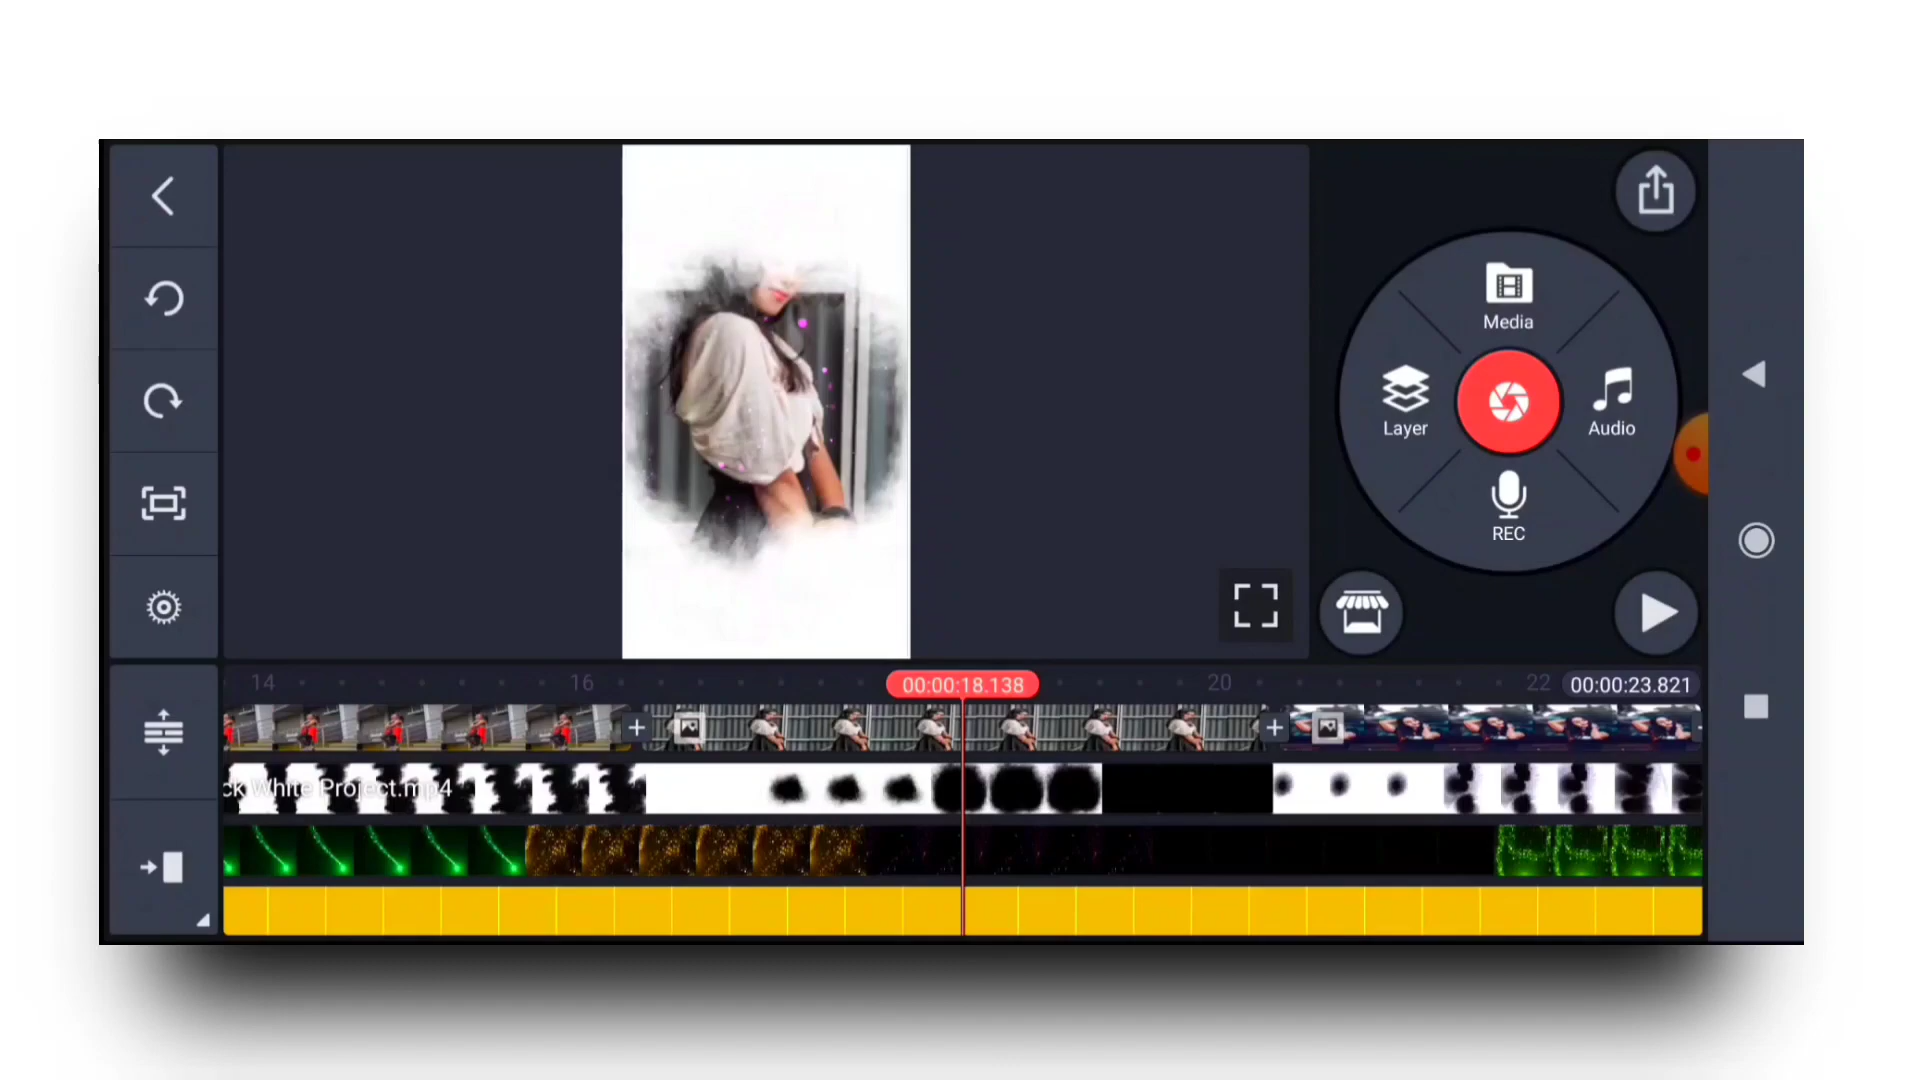 Media
Layer
Audio
REC
14
16
00:00:18.138
20
22
00:00:23.821
ck White Project.mp4